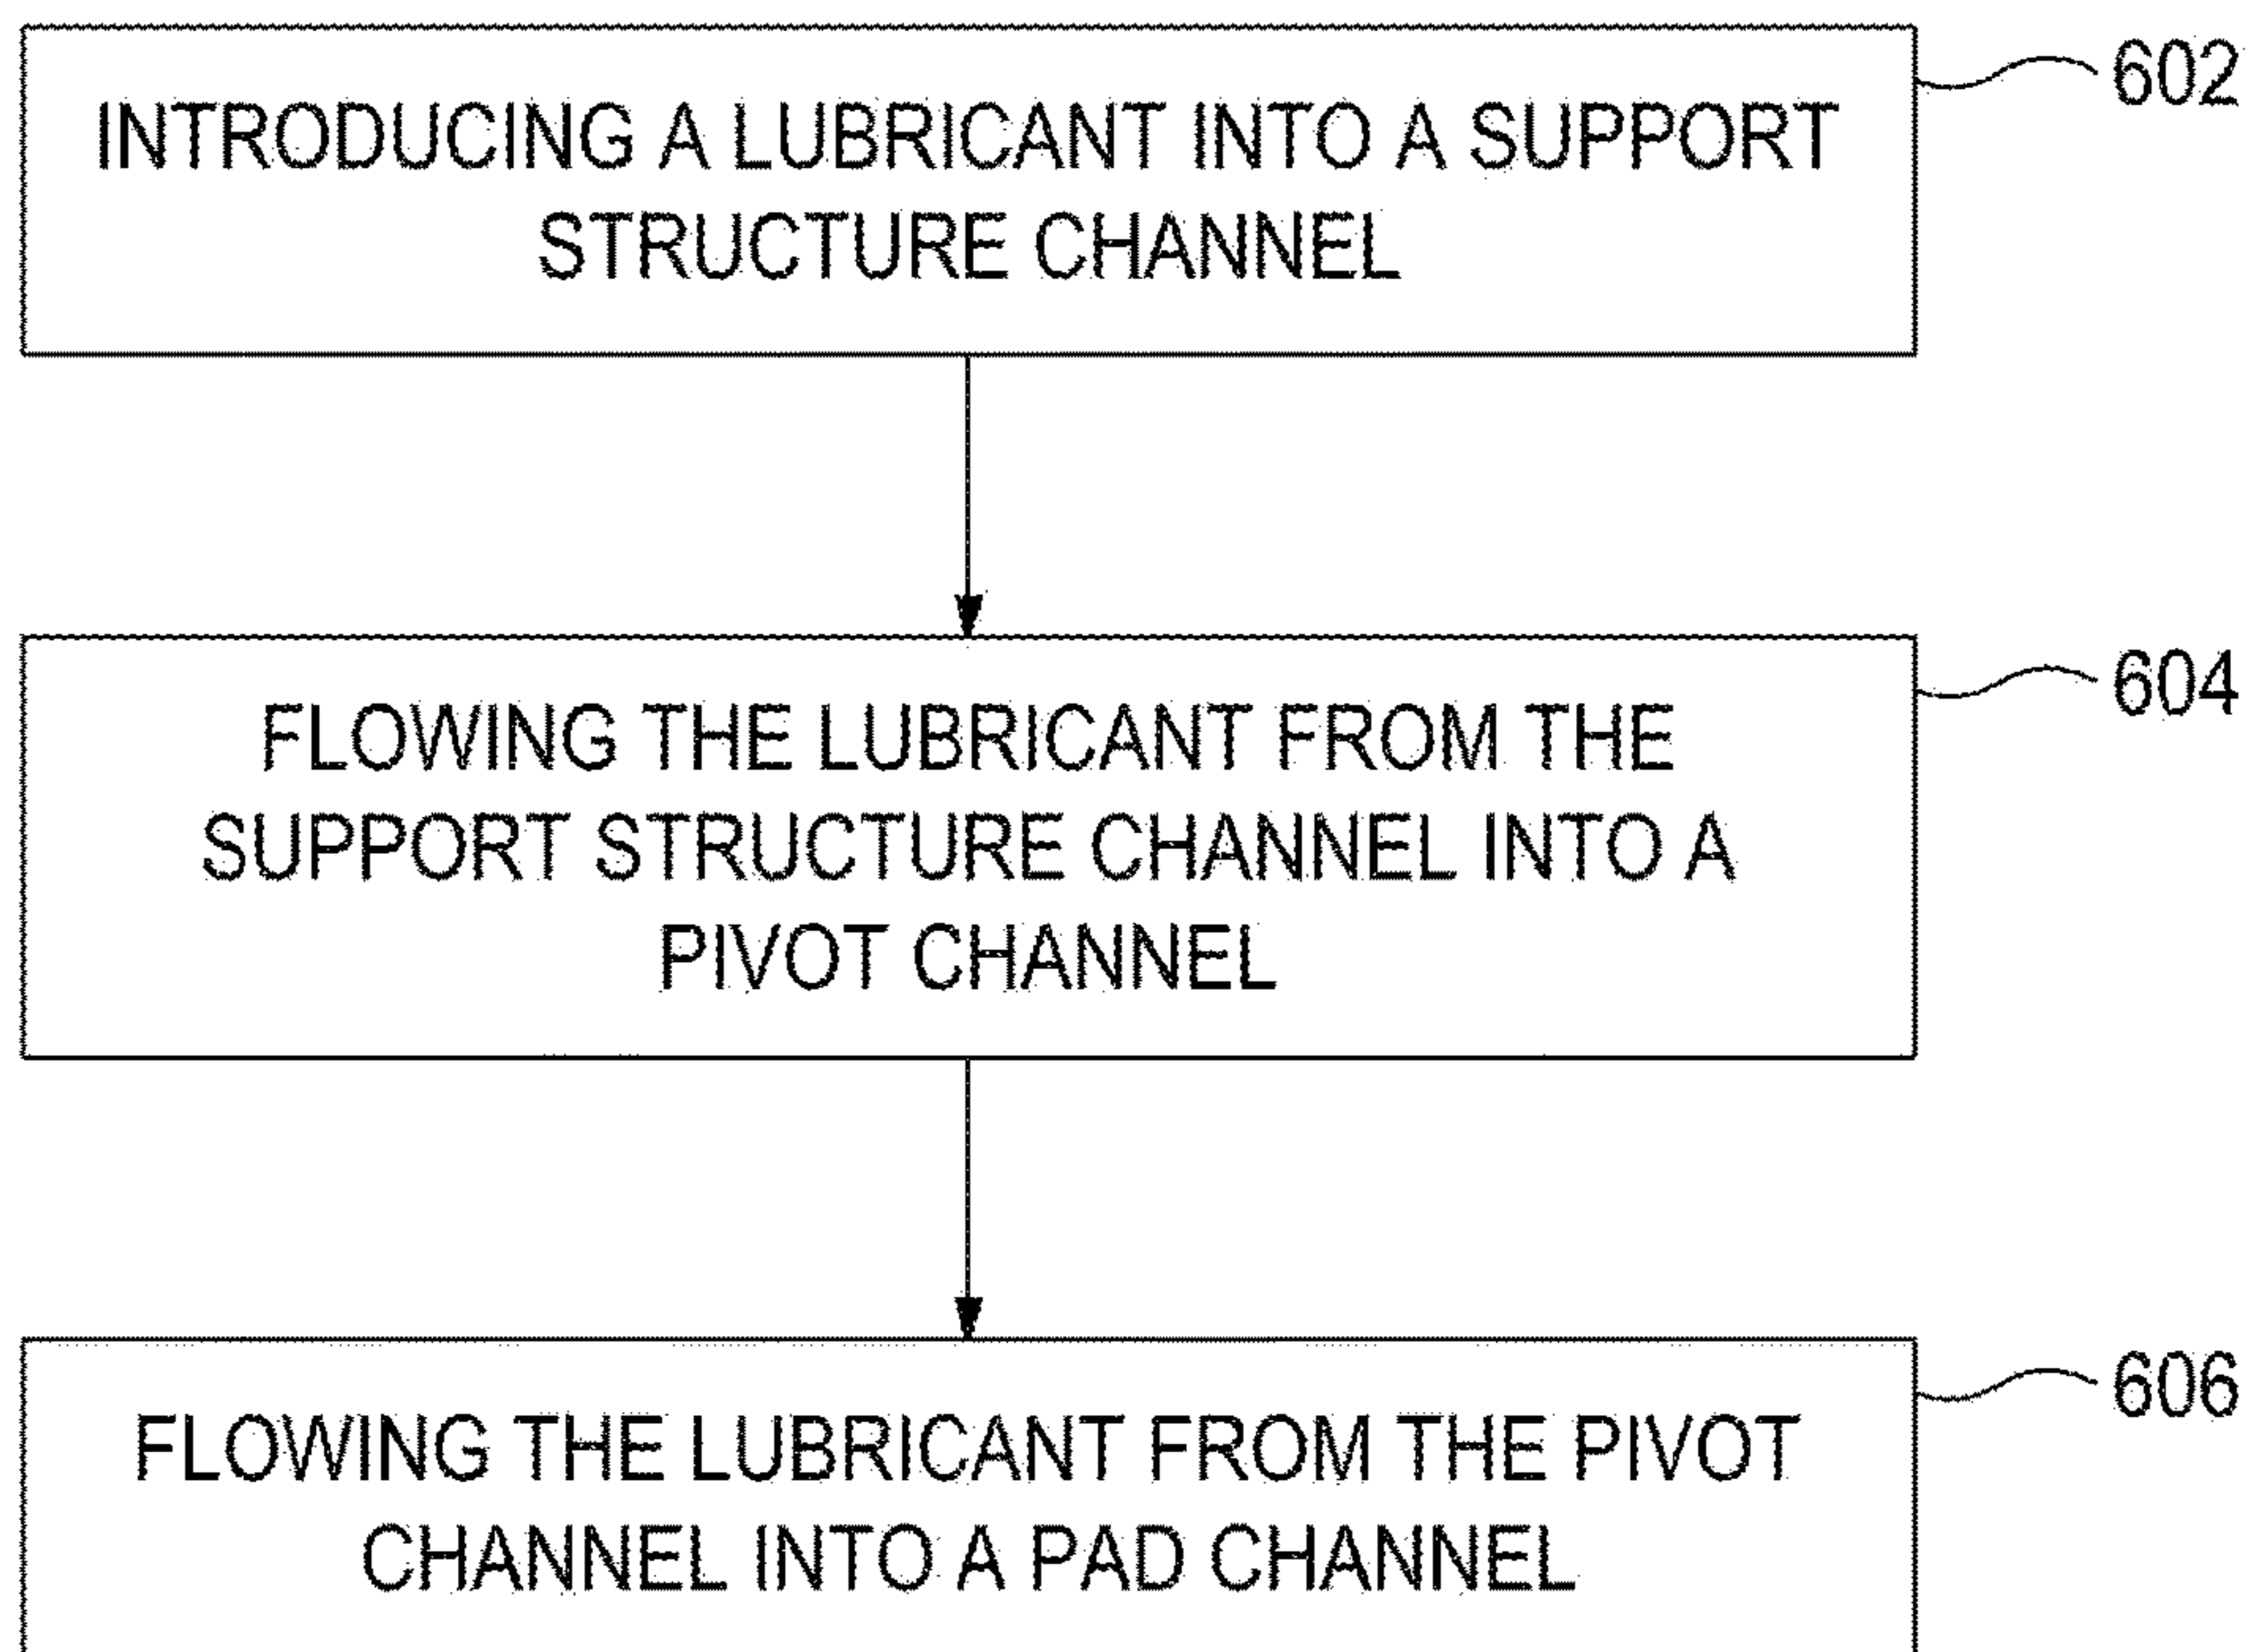 INTRODUCING A LUBRICANT INTO A SUPPORT
STRUCTURE CHANNEL
602
FLOWING THE LUBRICANT FROM THE
SUPPORT STRUCTURE CHANNEL INTO A
PIVOT CHANNEL
604
FLOWING THE LUBRICANT FROM THE PIVOT
CHANNEL INTO A PAD CHANNEL
606